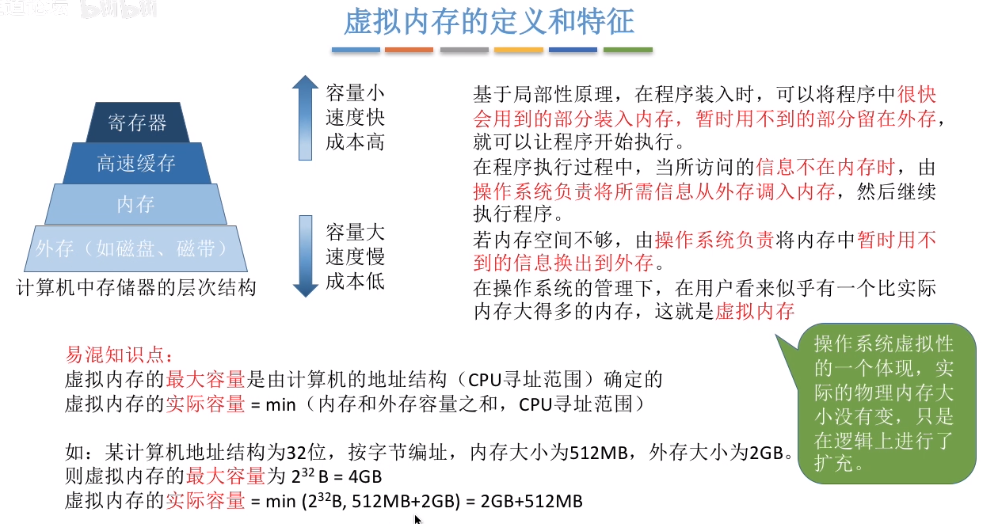 bilibili
虚拟内存的定义和特征
寄存器
高速缓存
内存
外存（如磁盘、磁带）
计算机中存储器的层次结构
容量小
速度快
成本高
容量大
速度慢
成本低
基于局部性原理，在程序装入时，可以将程序中很快
会用到的部分装入内存，暂时用不到的部分留在外存，
就可以让程序开始执行。
在程序执行过程中，当所访问的信息不在内存时，由
操作系统负责将所需信息从外存调入内存，然后继续
执行程序。
若内存空间不够，由操作系统负责将内存中暂时用不
到的信息换出到外存。
在操作系统的管理下，在用户看来似乎有一个比实际
内存大得多的内存，这就是虚拟内存
操作系统虚拟性
的一个体现，实
际的物理内存大
小没有变，只是
在逻辑上进行了
扩充。
易混知识点：
虚拟内存的最大容量是由计算机的地址结构（CPU寻址范围）确定的
虚拟内存的实际容量 = min（内存和外存容量之和，CPU寻址范围）
如：某计算机地址结构为32位，按字节编址，内存大小为512MB，外存大小为2GB。
则虚拟内存的最大容量为 2³² B = 4GB
虚拟内存的实际容量 = min (2³²B, 512MB+2GB) = 2GB+512MB